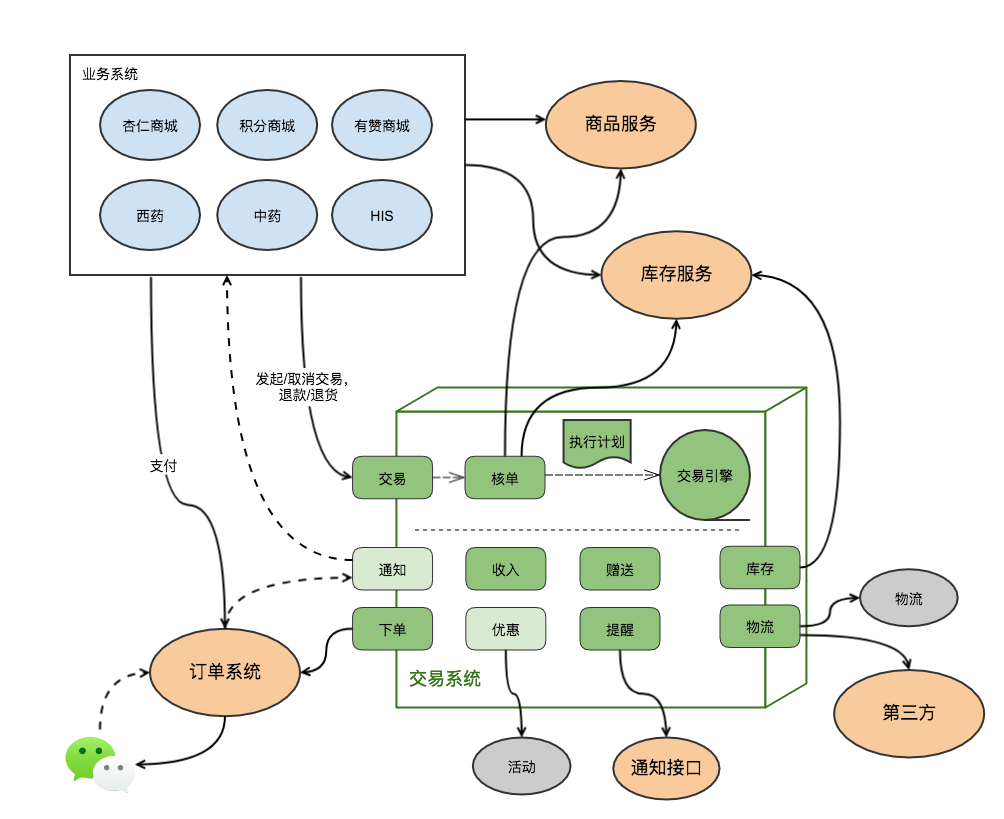 业务系统
杏仁商城
积分商城
有赞商城
商品服务
西药
中药
HIS
库存服务
发起/取消交易，
退款/退货
支付
执行计划
交易
核单
交易引擎
通知
收入
赠送
库存
下单
优惠
提醒
物流
物流
订单系统
交易系统
第三方
活动
通知接口